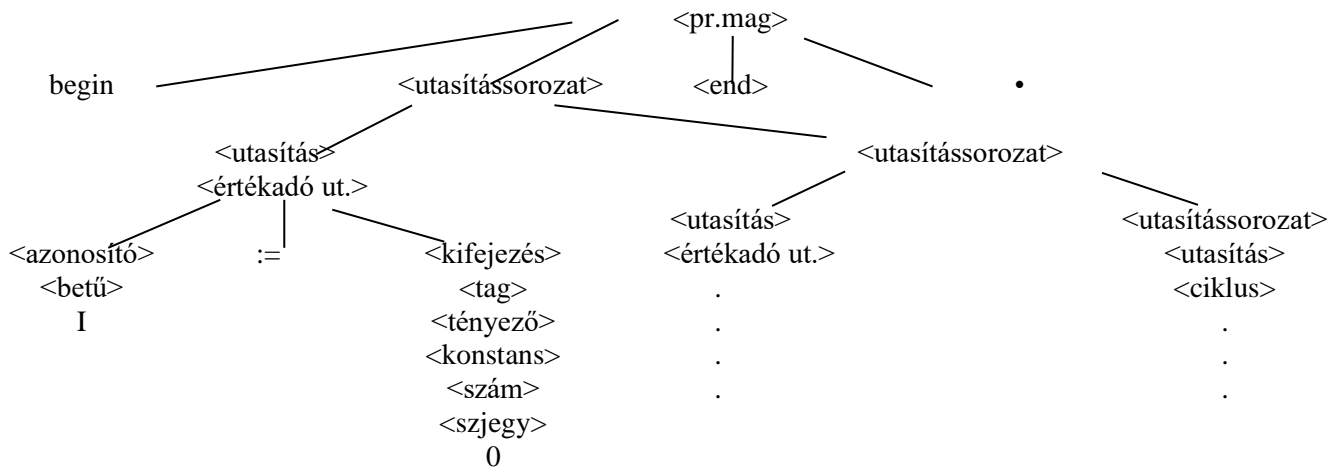 <pr.mag>
begin <utasítássorozat> <end> •
<utasítás> <utasítássorozat>
<értékadó ut.>
<utasítás> <utasítássorozat>
<azonosító> := <kifejezés> <értékadó ut.> <utasítás>
<betű> <tag> . <ciklus>
I <tényező> . .
<konstans> . .
<szám> . .
<szjegy>
0